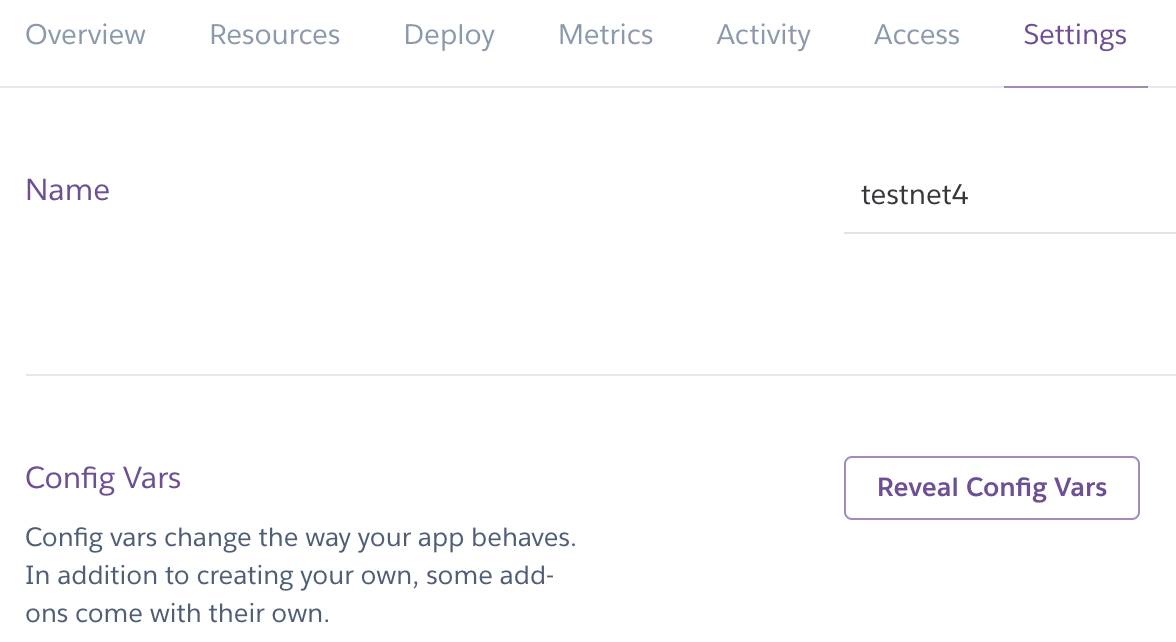 Overview Resources Deploy Metrics Activity Access Settings
Name
testnet4
Config Vars
Reveal Config Vars
Config vars change the way your app behaves.
In addition to creating your own, some add-
ons come with their own.